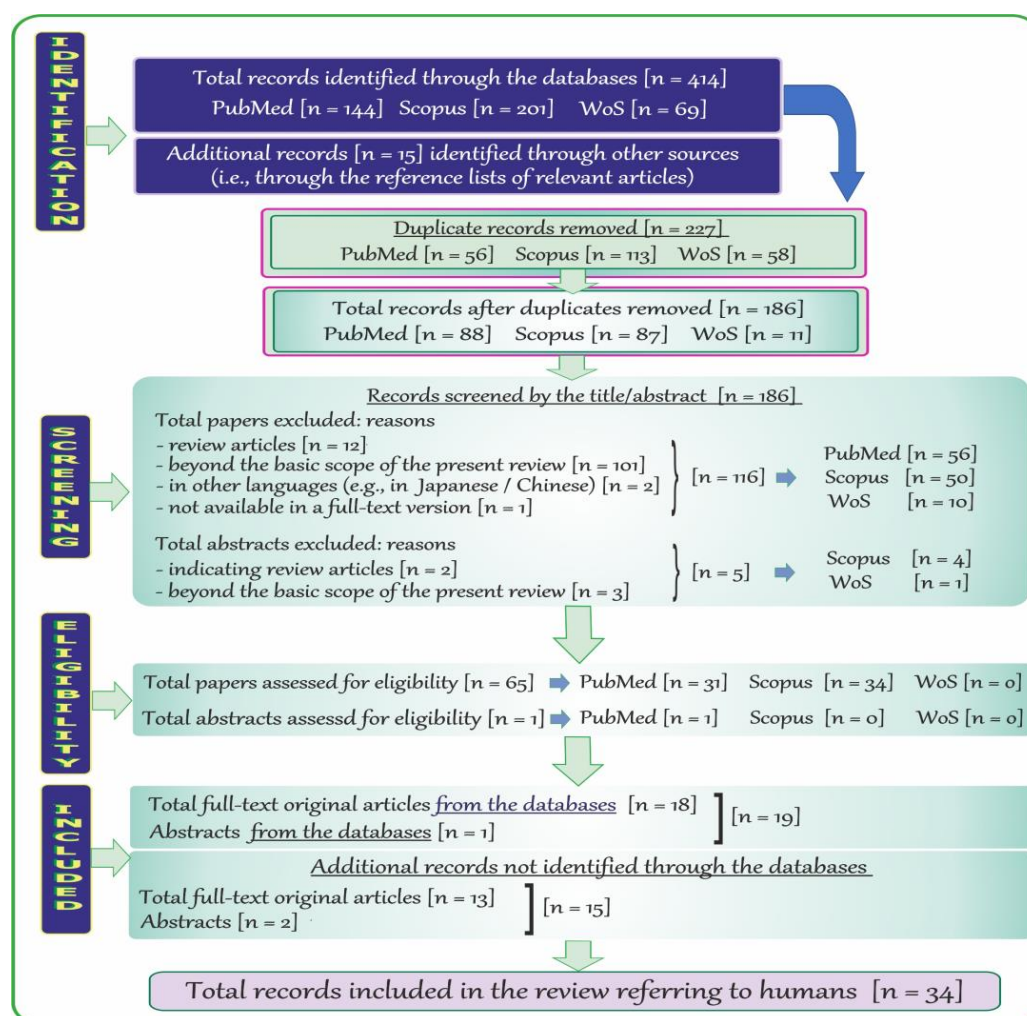 IDENTIFICATION
Total records identified through the databases [n = 414]
PubMed [n = 144] Scopus [n = 201] WoS [n = 69]
Additional records [n = 15] identified through other sources
(i.e., through the reference lists of relevant articles)
Duplicate records removed [n = 227]
PubMed [n = 56] Scopus [n = 113] WoS [n = 58]
Total records after duplicates removed [n = 186]
PubMed [n = 88] Scopus [n = 87] WoS [n = 11]
SCREENING
Records screened by the title/abstract [n = 186]
Total papers excluded: reasons
- review articles [n = 12]
- beyond the basic scope of the present review [n = 101]
- in other languages (e.g., in Japanese / Chinese) [n = 2]
- not available in a full-text version [n = 1]
[n = 116]
PubMed [n = 56]
Scopus [n = 50]
WoS [n = 10]
Total abstracts excluded: reasons
- indicating review articles [n = 2]
- beyond the basic scope of the present review [n = 3]
[n = 5]
Scopus [n = 4]
WoS [n = 1]
ELIGIBILITY
Total papers assessed for eligibility [n = 65] PubMed [n = 31] Scopus [n = 34] WoS [n = 0]
Total abstracts assessd for eligibility [n = 1] PubMed [n = 1] Scopus [n = 0] WoS [n = 0]
INCLUDED
Total full-text original articles from the databases [n = 18]
Abstracts from the databases [n = 1]
[n = 19]
Additional records not identified through the databases
Total full-text original articles [n = 13]
Abstracts [n = 2]
[n = 15]
Total records included in the review referring to humans [n = 34]